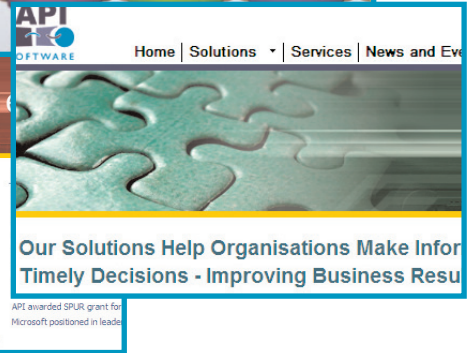 API
OFTWARE
Home | Solutions | Services | News and Eve
Our Solutions Help Organisations Make Infor
Timely Decisions - Improving Business Resu
API awarded SPUR grant for
Microsoft positioned in leader